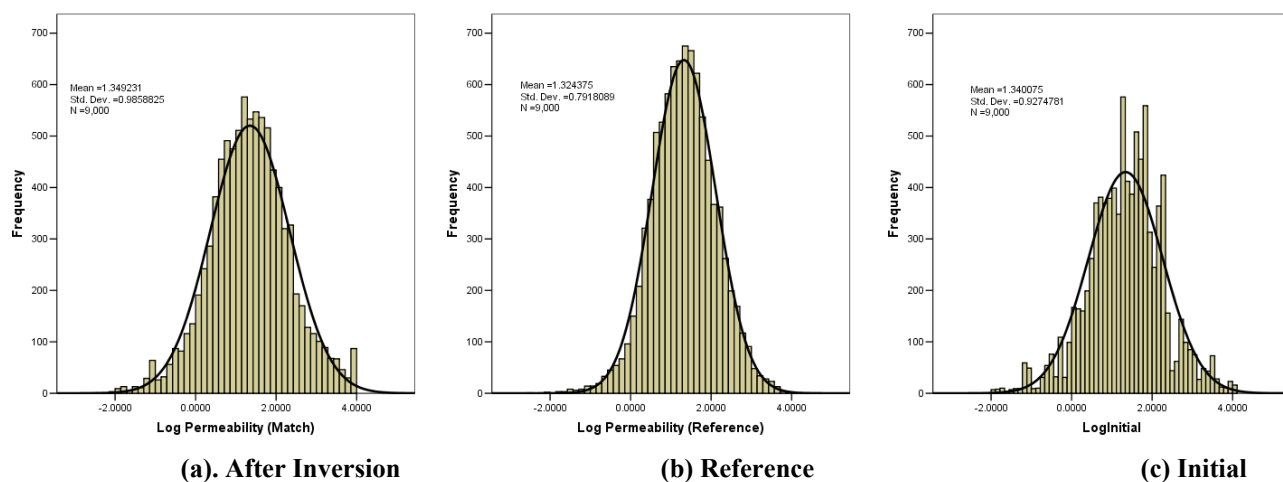 700
600
500
400
300
200
100
0
Frequency
Mean =1.349231
Std. Dev. =0.9858825
N =9,000
-2.0000 0.0000 2.0000 4.0000
Log Permeability (Match)
(a). After Inversion
700
600
500
400
300
200
100
0
Frequency
Mean =1.324375
Std. Dev. =0.7918089
N =9,000
-2.0000 0.0000 2.0000 4.0000
Log Permeability (Reference)
(b) Reference
700
600
500
400
300
200
100
0
Frequency
Mean =1.340075
Std. Dev. =0.9274781
N =9,000
-2.0000 0.0000 2.0000 4.0000
LogInitial
(c) Initial